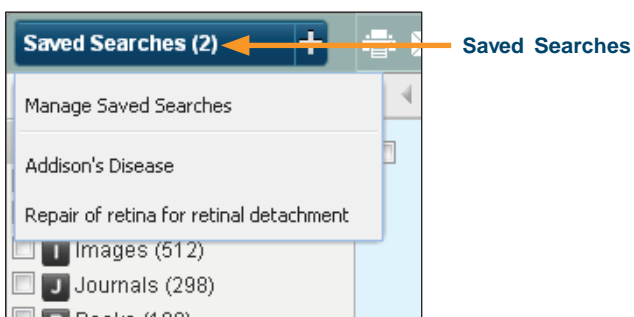 Saved Searches (2) +
Saved Searches
Manage Saved Searches
Addison's Disease
Repair of retina for retinal detachment
I Images (512)
J Journals (298)